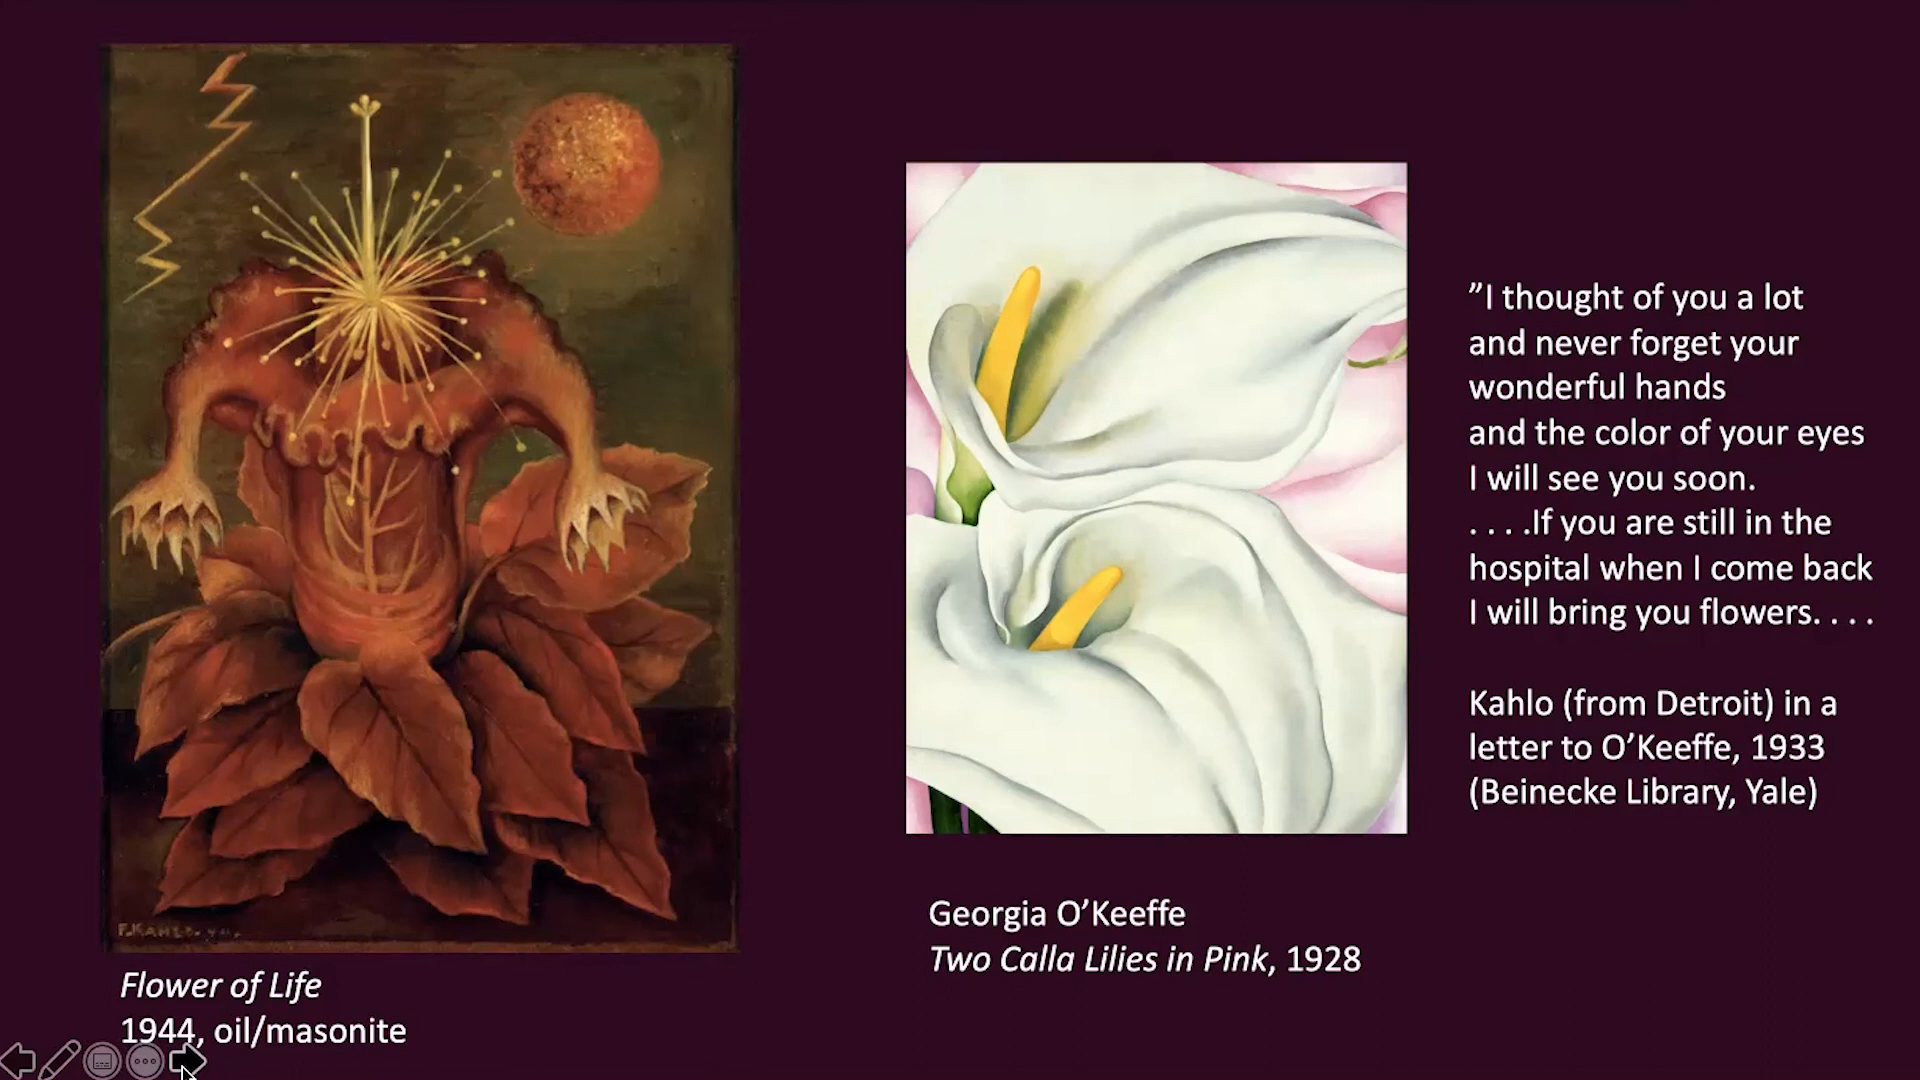 F. KAHLO. 44.
Flower of Life
1944, oil/masonite
Georgia O’Keeffe
Two Calla Lilies in Pink, 1928
”I thought of you a lot
and never forget your
wonderful hands
and the color of your eyes
I will see you soon.
. . . .If you are still in the
hospital when I come back
I will bring you flowers. . . .
Kahlo (from Detroit) in a
letter to O’Keeffe, 1933
(Beinecke Library, Yale)